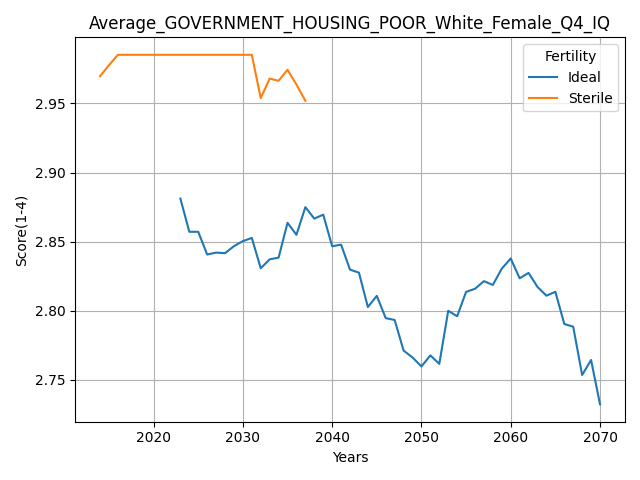 Average_GOVERNMENT_HOUSING_POOR_White_Female_Q4_IQ
Fertility
Ideal
Sterile
Score(1-4)
2.95
2.90
2.85
2.80
2.75
2020 2030 2040 2050 2060 2070
Years